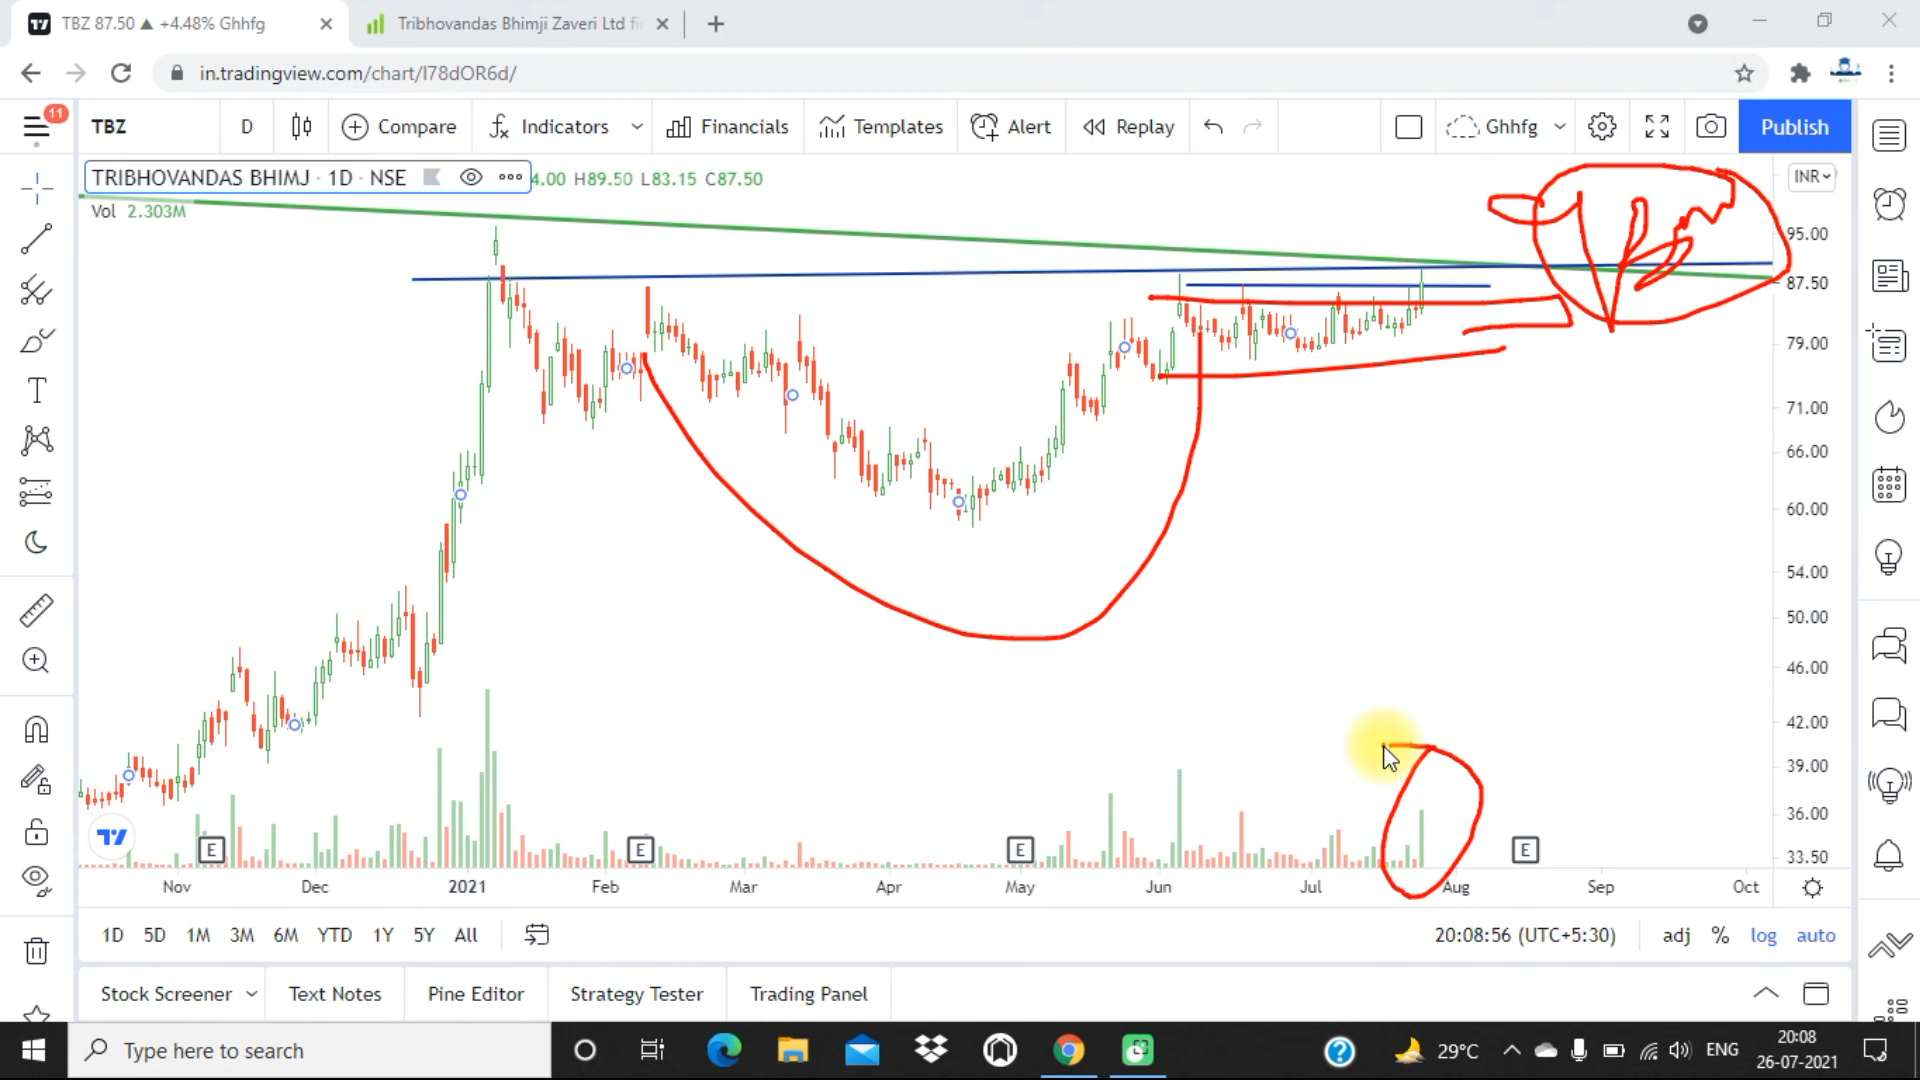 TBZ 87.50 ▲ +4.48% Ghhfg
Tribhovandas Bhimji Zaveri Ltd fi
in.tradingview.com/chart/I78dOR6d/
11
TBZ D Compare Indicators Financials Templates Alert Replay Ghhfg Publish
TRIBHOVANDAS BHIMJ · 1D · NSE 4.00 H89.50 L83.15 C87.50 INR
Vol 2.303M
95.00
87.50
79.00
71.00
66.00
60.00
54.00
50.00
46.00
42.00
39.00
36.00
33.50
E E E E
Nov Dec 2021 Feb Mar Apr May Jun Jul Aug Sep Oct
1D 5D 1M 3M 6M YTD 1Y 5Y All 20:08:56 (UTC+5:30) adj % log auto
Stock Screener Text Notes Pine Editor Strategy Tester Trading Panel
Type here to search 29°C ENG 20:08
26-07-2021